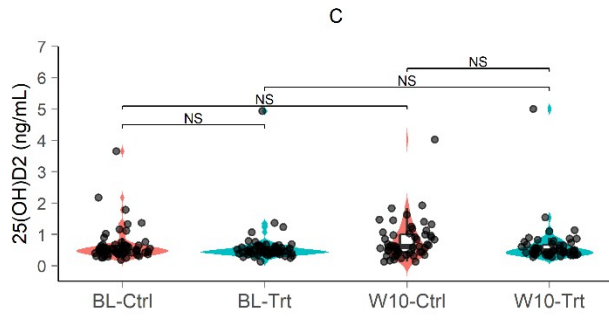 C
7
6
5
4
3
2
1
0
25(OH)D2 (ng/mL)
NS
NS
NS
NS
BL-Ctrl BL-Trt W10-Ctrl W10-Trt